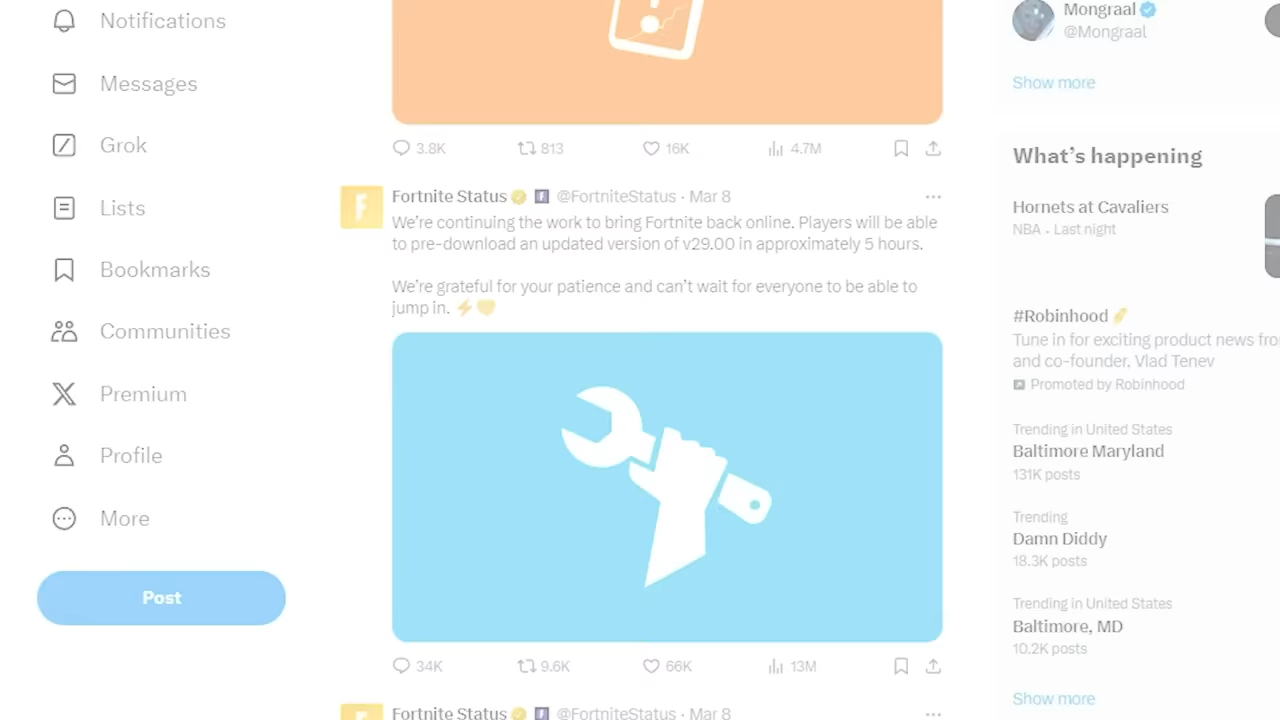 Notifications
Messages
Grok
Lists
Bookmarks
Communities
Premium
Profile
More
Post
3.8K 813 16K 4.7M
Fortnite Status @FortniteStatus · Mar 8
We're continuing the work to bring Fortnite back online. Players will be able
to pre-download an updated version of v29.00 in approximately 5 hours.
We're grateful for your patience and can't wait for everyone to be able to
jump in. ⚡💛
34K 9.6K 66K 13M
Fortnite Status @FortniteStatus · Mar 8
Mongraal
@Mongraal
Show more
What's happening
Hornets at Cavaliers
NBA · Last night
#Robinhood
Tune in for exciting product news fro
and co-founder, Vlad Tenev
Promoted by Robinhood
Trending in United States
Baltimore Maryland
131K posts
Trending
Damn Diddy
18.3K posts
Trending in United States
Baltimore, MD
10.2K posts
Show more